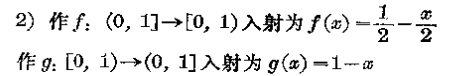 2) 作 f: (0, 1]→[0, 1) 入射为 f(x)=1/2−x/2
作 g: [0, 1)→(0, 1] 入射为 g(x)=1−x